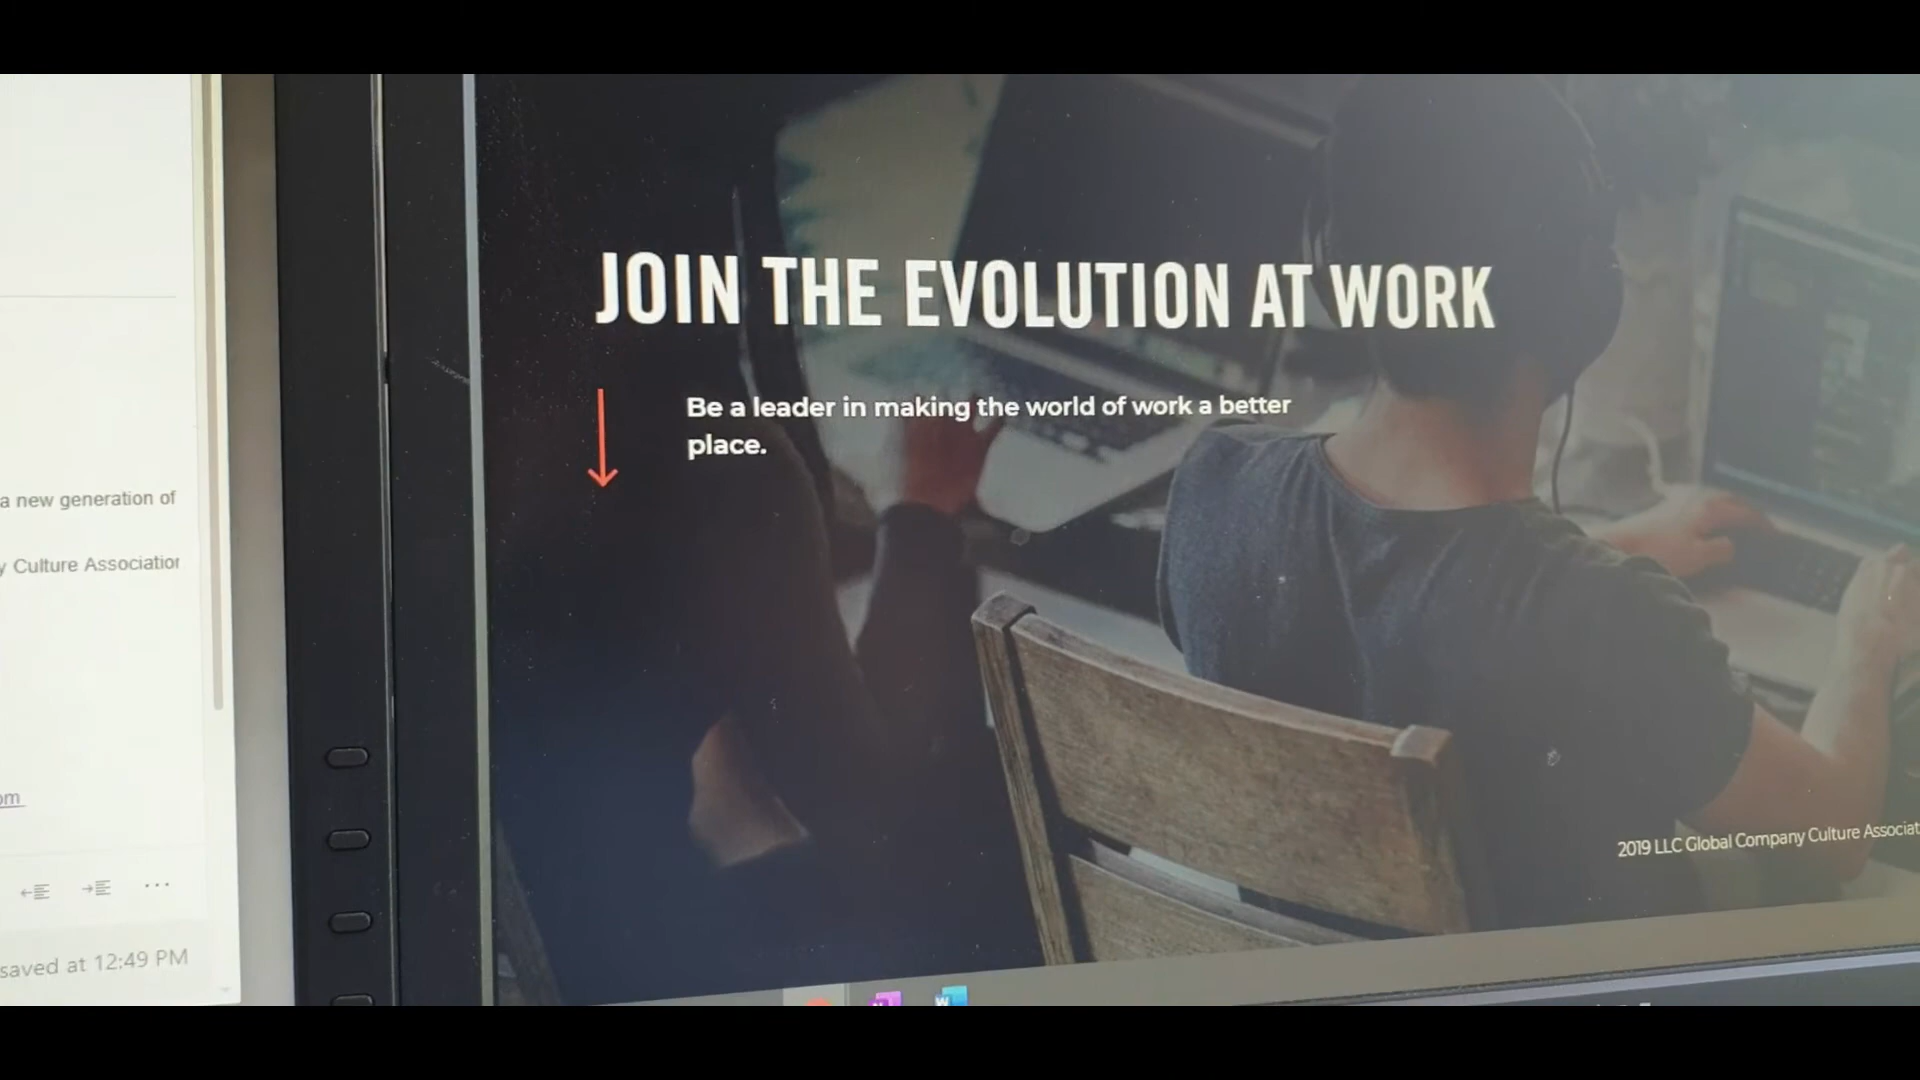 JOIN THE EVOLUTION AT WORK
Be a leader in making the world of work a better
place.
2019 LLC Global Company Culture Associat
a new generation of
y Culture Association
om
saved at 12:49 PM